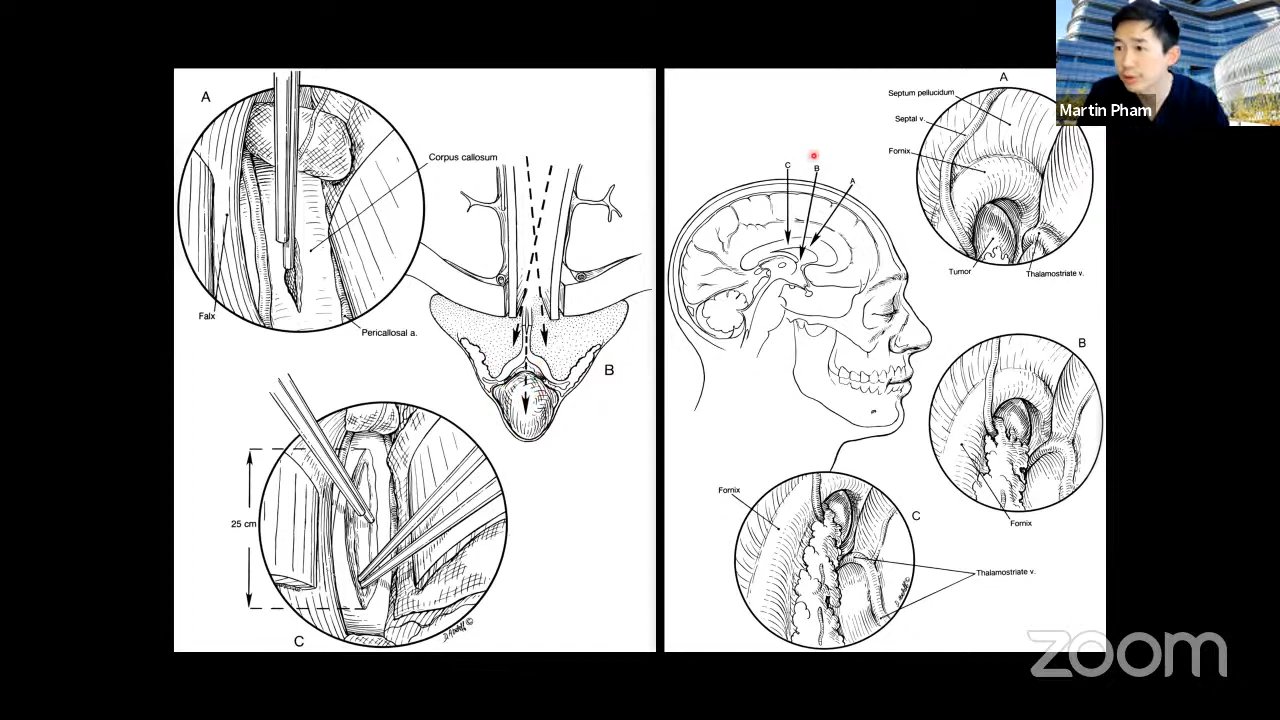 A
Corpus callosum
Falx
Pericallosal a.
B
25 cm
C
A
Septum pellucidum
Septal v.
Fornix
Tumor
Thalamostriate v.
C
B
A
B
Fornix
Fornix
C
Thalamostriate v.
Martin Pham
zoom